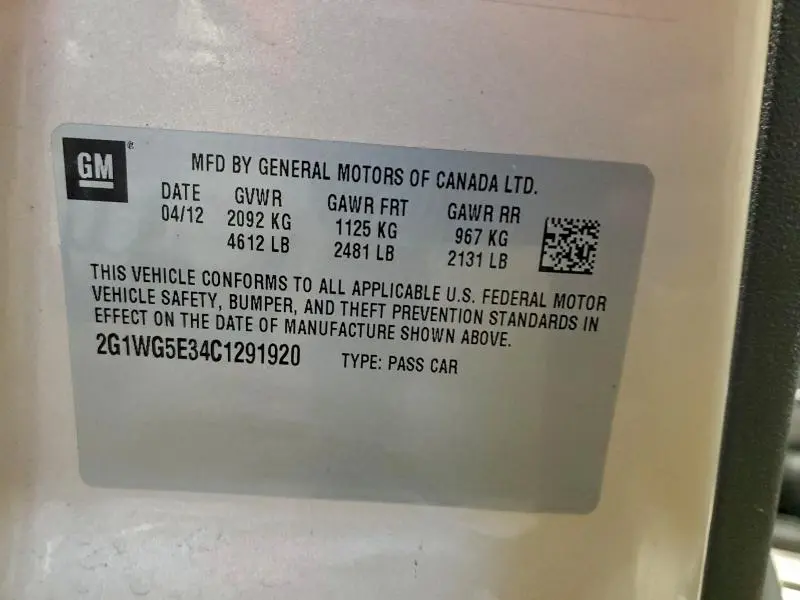 GM
MFD BY GENERAL MOTORS OF CANADA LTD.
DATE GVWR GAWR FRT GAWR RR
04/12 2092 KG 1125 KG 967 KG
4612 LB 2481 LB 2131 LB
THIS VEHICLE CONFORMS TO ALL APPLICABLE U.S. FEDERAL MOTOR
VEHICLE SAFETY, BUMPER, AND THEFT PREVENTION STANDARDS IN
EFFECT ON THE DATE OF MANUFACTURE SHOWN ABOVE.
2G1WG5E34C1291920 TYPE: PASS CAR